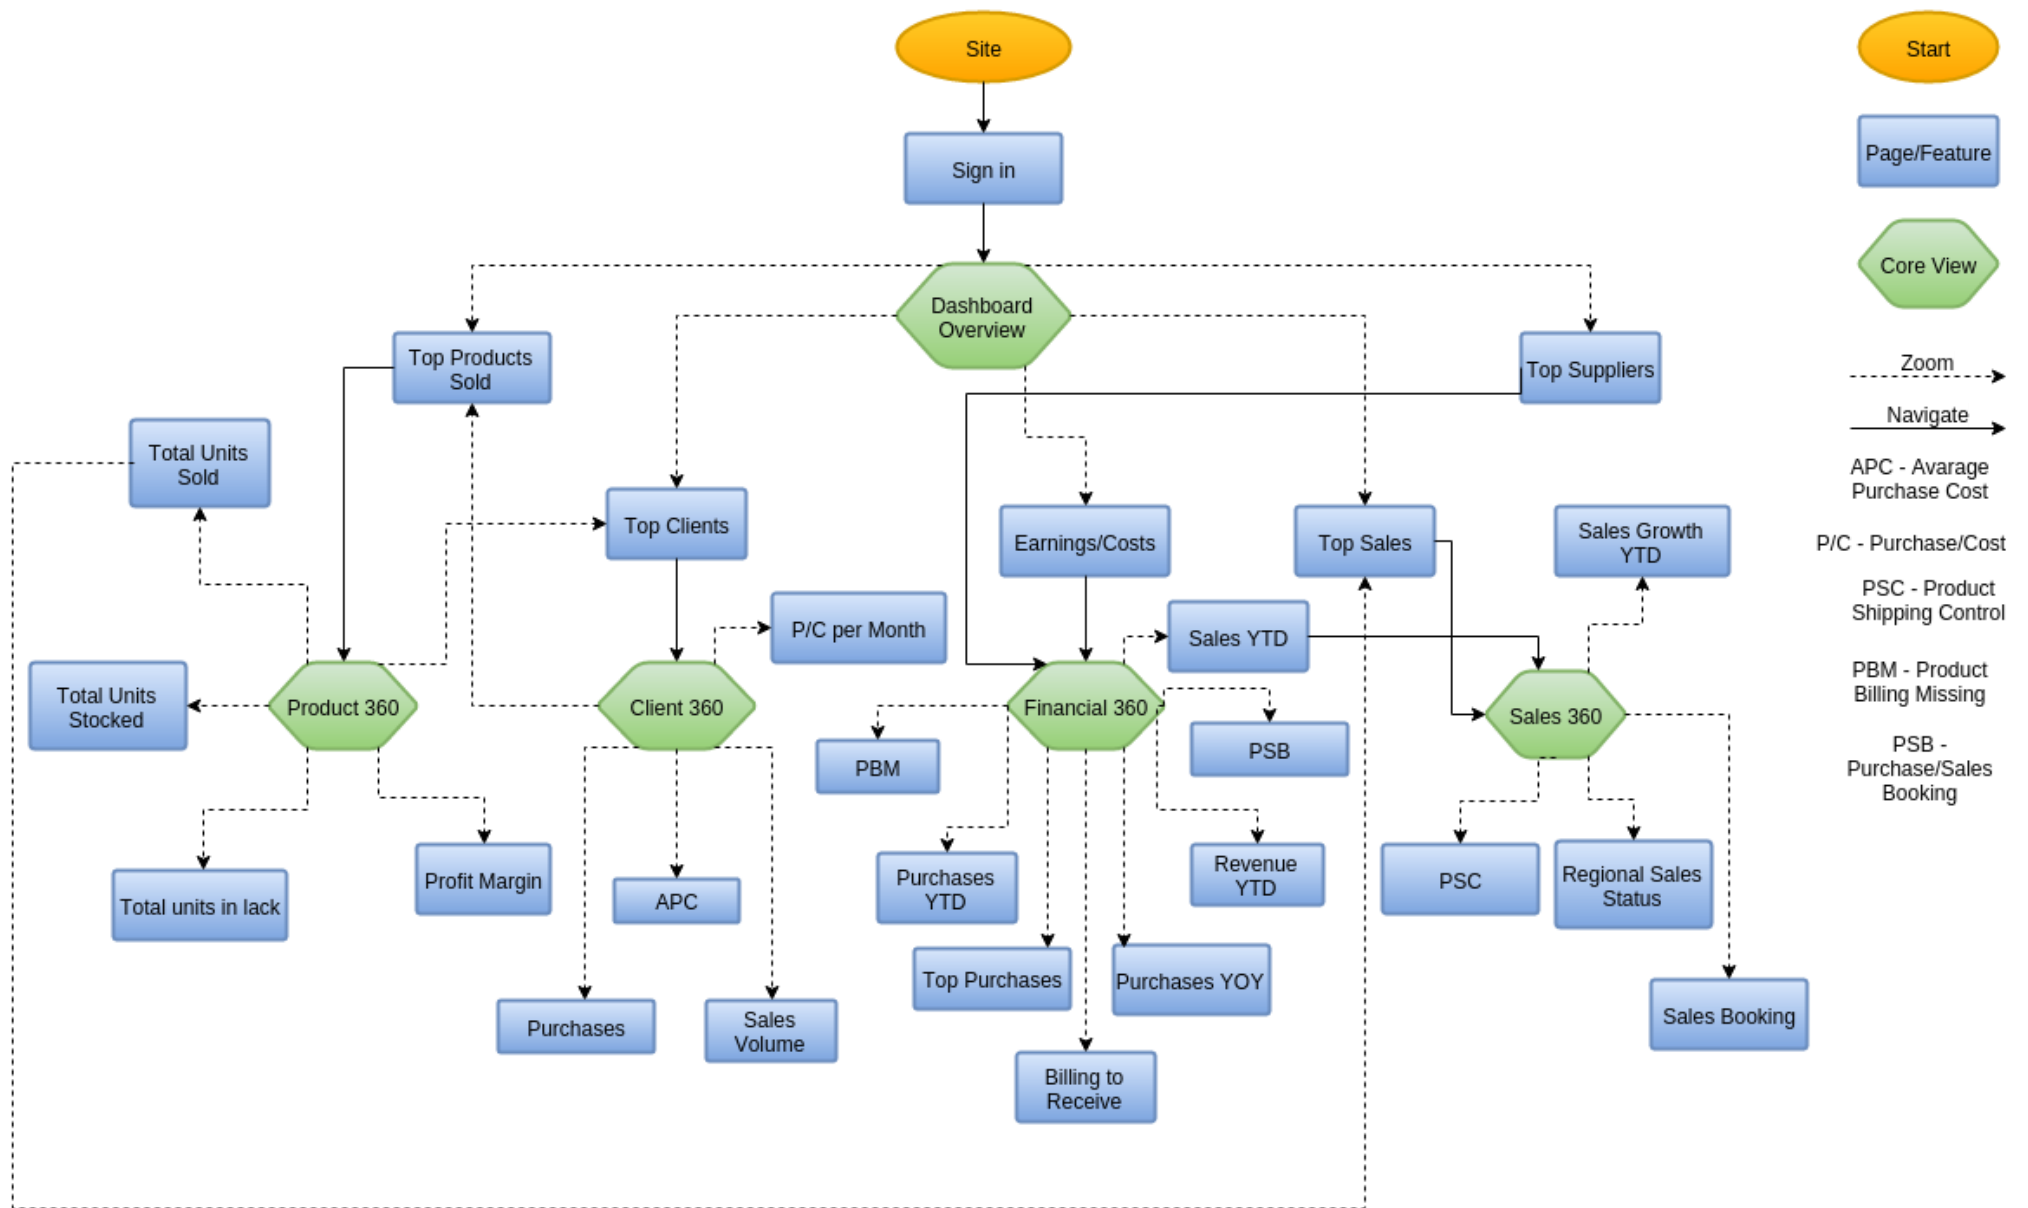 Site
Start
Sign in
Page/Feature
Core View
Dashboard
Overview
Top Products
Sold
Top Suppliers
Zoom
Navigate
Total Units
Sold
Top Clients
Earnings/Costs
Top Sales
Sales Growth
YTD
APC - Avarage
Purchase Cost
P/C - Purchase/Cost
PSC - Product
Shipping Control
PBM - Product
Billing Missing
PSB -
Purchase/Sales
Booking
P/C per Month
Sales YTD
Total Units
Stocked
Product 360
Client 360
Financial 360
Sales 360
PBM
PSB
Total units in lack
Profit Margin
APC
Purchases
YTD
Revenue
YTD
PSC
Regional Sales
Status
Top Purchases
Purchases YOY
Purchases
Sales
Volume
Sales Booking
Billing to
Receive